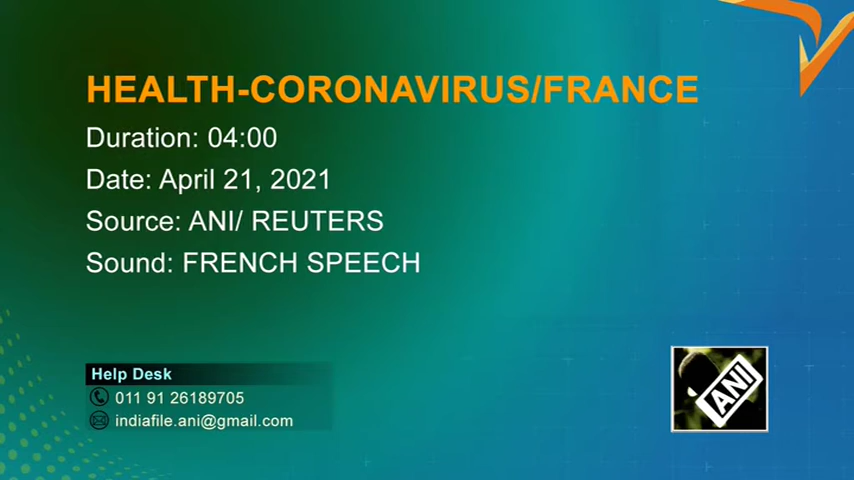 HEALTH-CORONAVIRUS/FRANCE
Duration: 04:00
Date: April 21, 2021
Source: ANI/ REUTERS
Sound: FRENCH SPEECH
Help Desk
011 91 26189705
indiafile.ani@gmail.com
ANI